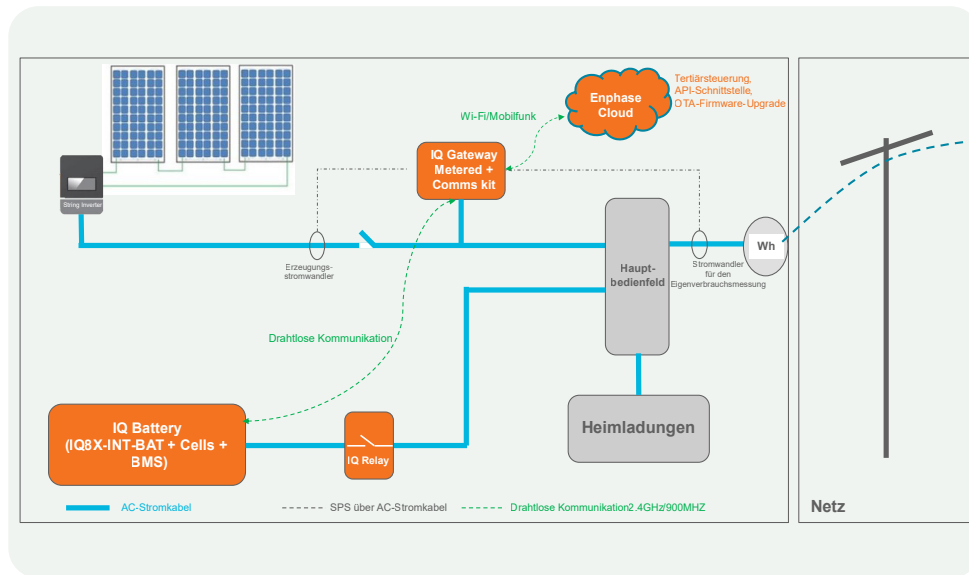 Enphase
Cloud
Tertiärsteuerung,
API-Schnittstelle,
OTA-Firmware-Upgrade
Wi-Fi/Mobilfunk
IQ Gateway
Metered +
Comms kit
String Inverter
Erzeugungs-
stromwandler
Haupt-
bedienfeld
Stromwandler
für den
Eigenverbrauchsmessung
Wh
Drahtlose Kommunikation
IQ Battery
(IQ8X-INT-BAT + Cells +
BMS)
IQ Relay
Heimladungen
AC-Stromkabel
SPS über AC-Stromkabel
Drahtlose Kommunikation2.4GHz/900MHZ
Netz